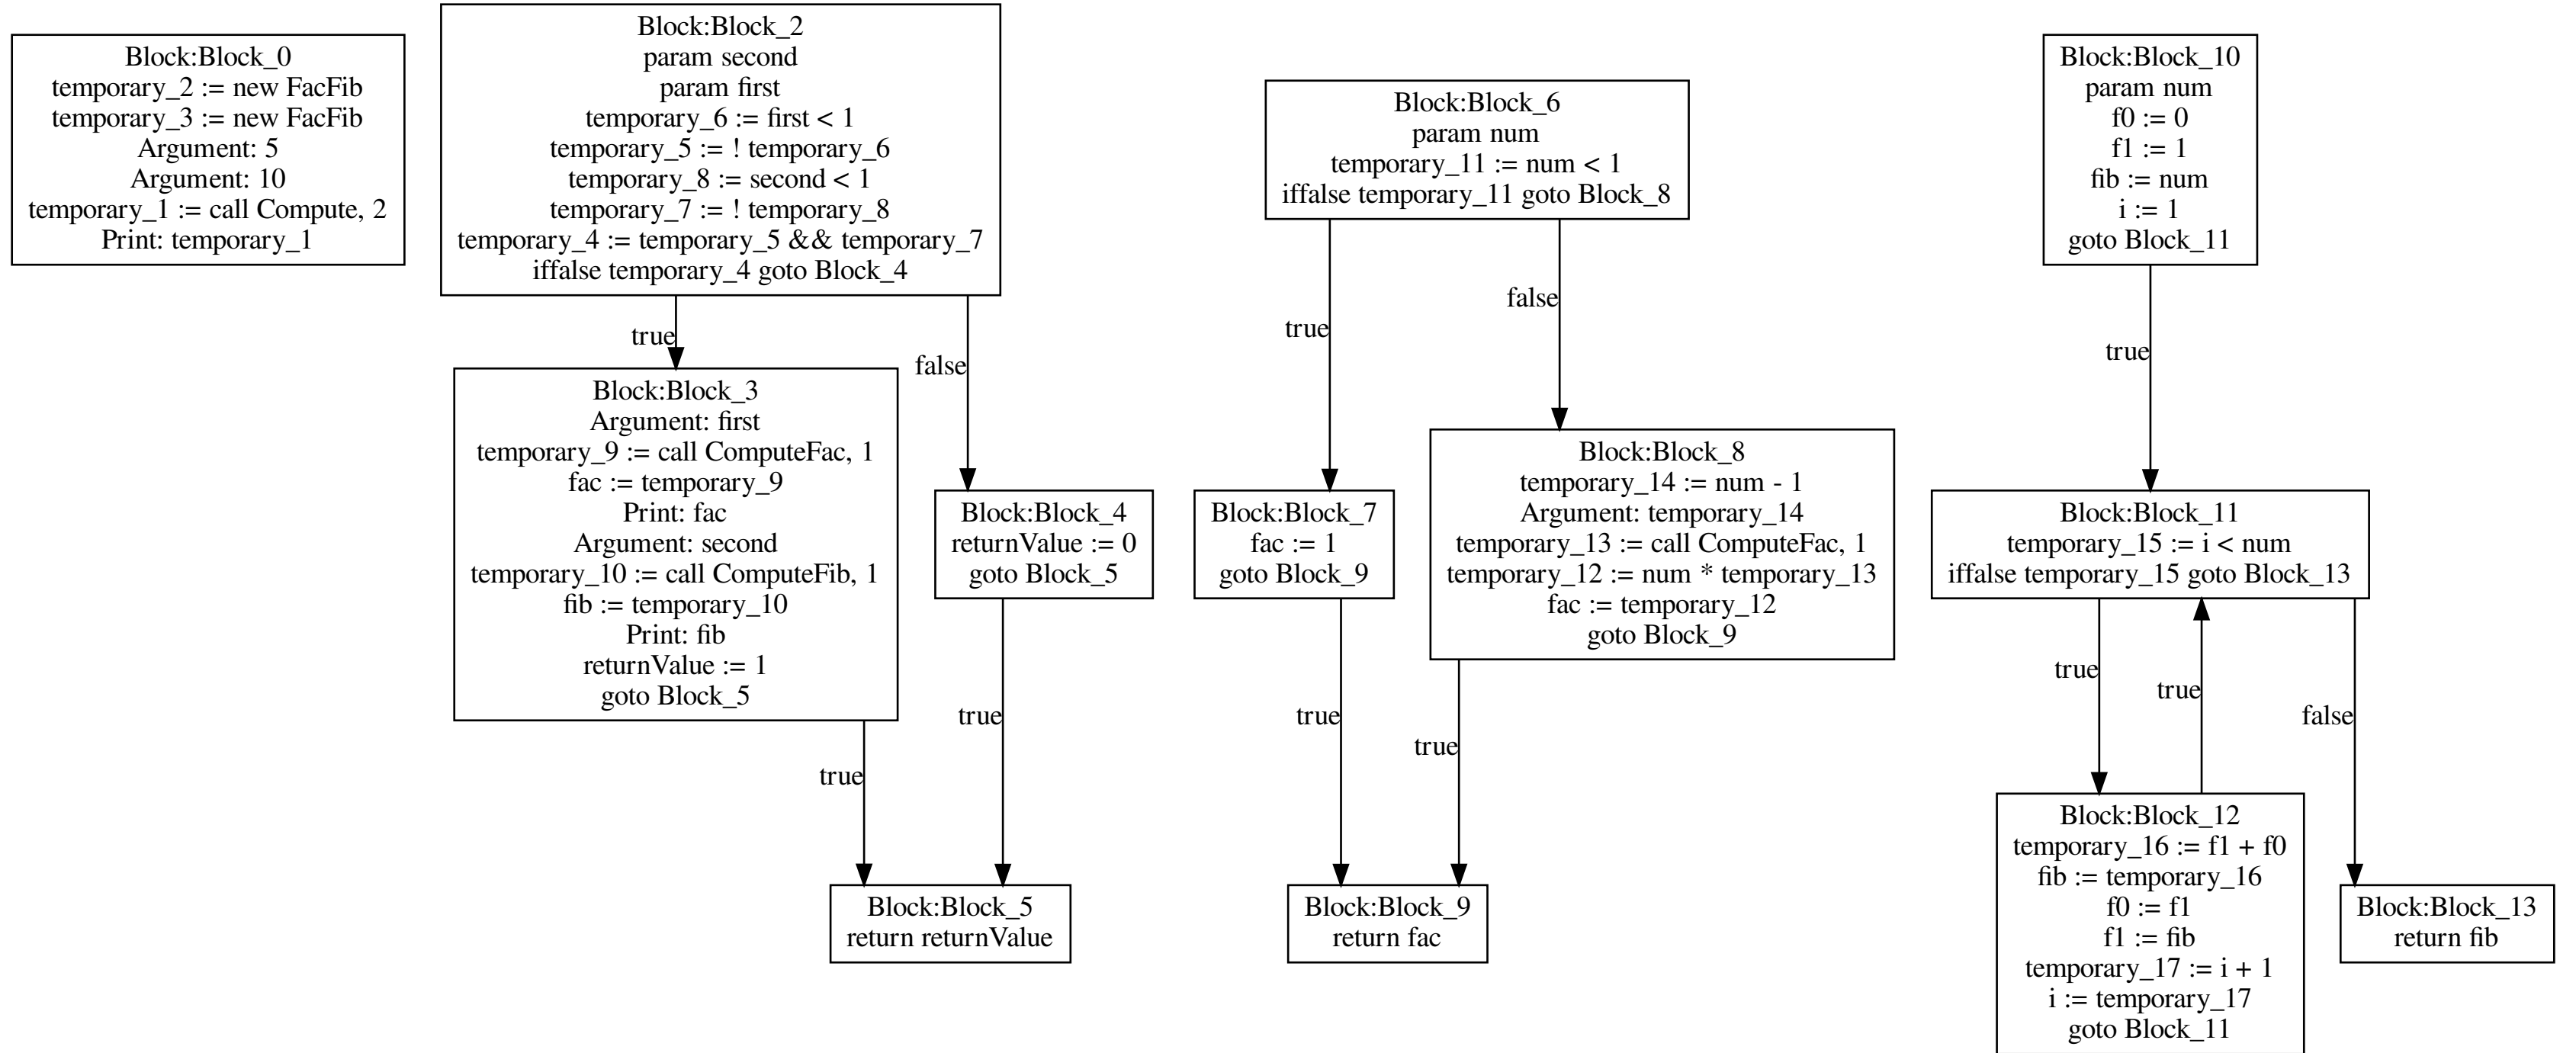 Block:Block_0
temporary_2 := new FacFib
temporary_3 := new FacFib
Argument: 5
Argument: 10
temporary_1 := call Compute, 2
Print: temporary_1
Block:Block_2
param second
param first
temporary_6 := first < 1
temporary_5 := ! temporary_6
temporary_8 := second < 1
temporary_7 := ! temporary_8
temporary_4 := temporary_5 && temporary_7
iffalse temporary_4 goto Block_4
true
false
Block:Block_3
Argument: first
temporary_9 := call ComputeFac, 1
fac := temporary_9
Print: fac
Argument: second
temporary_10 := call ComputeFib, 1
fib := temporary_10
Print: fib
returnValue := 1
goto Block_5
Block:Block_4
returnValue := 0
goto Block_5
true
true
Block:Block_5
return returnValue
Block:Block_6
param num
temporary_11 := num < 1
iffalse temporary_11 goto Block_8
true
false
Block:Block_7
fac := 1
goto Block_9
Block:Block_8
temporary_14 := num - 1
Argument: temporary_14
temporary_13 := call ComputeFac, 1
temporary_12 := num * temporary_13
fac := temporary_12
goto Block_9
true
true
Block:Block_9
return fac
Block:Block_10
param num
f0 := 0
f1 := 1
fib := num
i := 1
goto Block_11
true
Block:Block_11
temporary_15 := i < num
iffalse temporary_15 goto Block_13
true
true
false
Block:Block_12
temporary_16 := f1 + f0
fib := temporary_16
f0 := f1
f1 := fib
temporary_17 := i + 1
i := temporary_17
goto Block_11
Block:Block_13
return fib